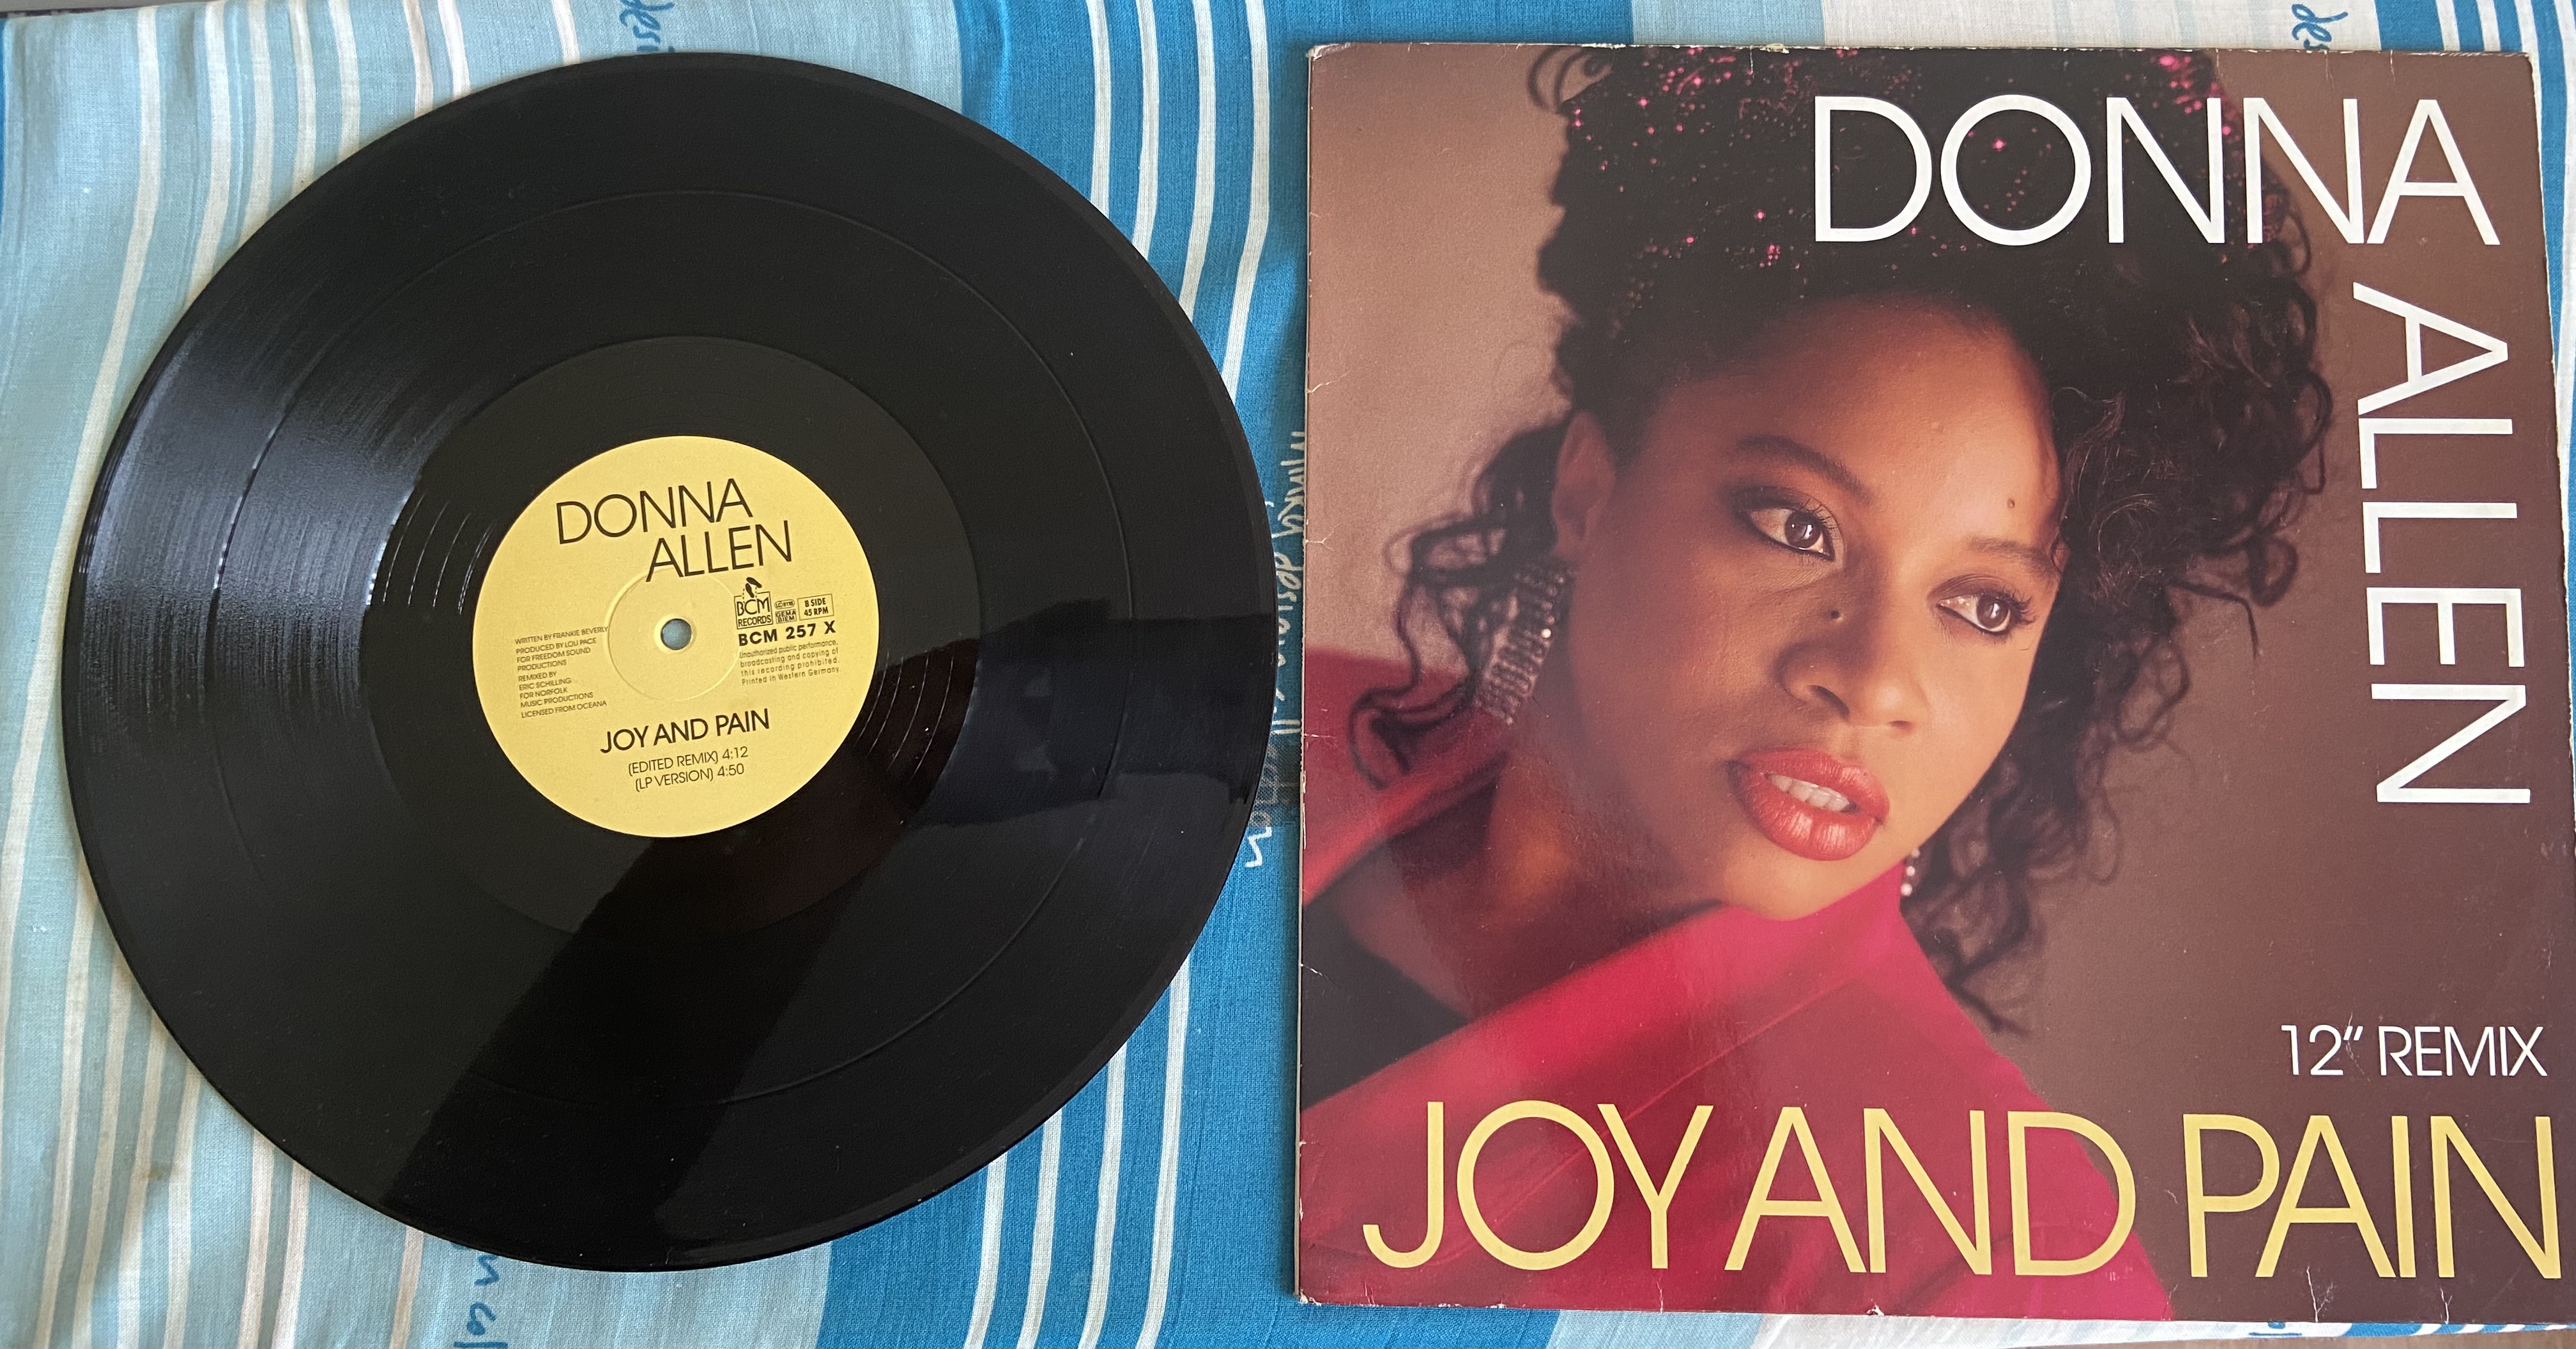 DONNA
ALLEN
BCM
RECORDS
GEMA
BIEM
B SIDE
45 RPM
BCM 257 X
Unauthorized public performance,
broadcasting and copying of
this recording prohibited.
Printed in Western Germany.
WRITTEN BY FRANKIE BEVERLY
PRODUCED BY LOU PACE
FOR FREEDOM SOUND
PRODUCTIONS
REMIXED BY
ERIC SCHILLING
FOR NORFOLK
MUSIC PRODUCTIONS
LICENSED FROM OCEANA
JOY AND PAIN
(EDITED REMIX) 4:12
(LP VERSION) 4:50
DONNA
ALLEN
12" REMIX
JOY AND PAIN